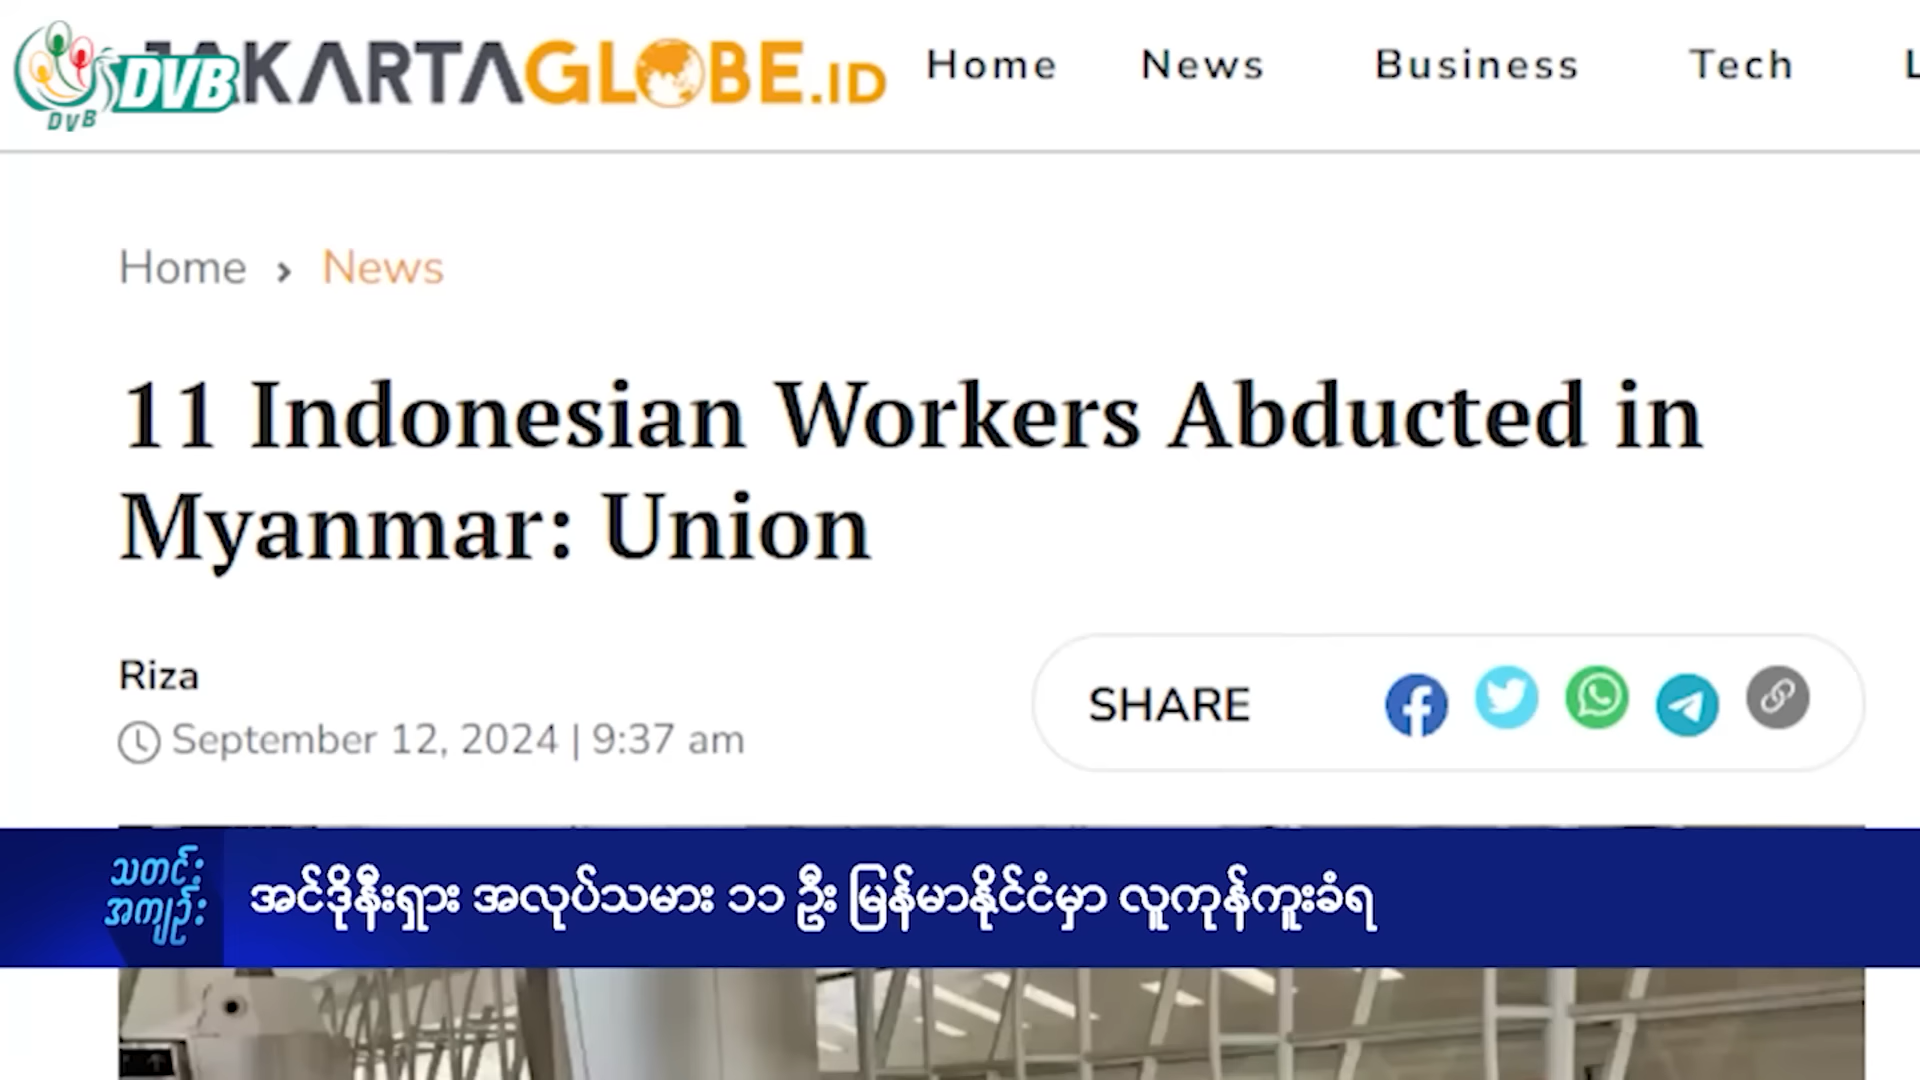 DVB
DVB
JAKARTAGLOBE.ID
Home
News
Business
Tech
Home › News
11 Indonesian Workers Abducted in
Myanmar: Union
Riza
September 12, 2024 | 9:37 am
SHARE
သတင်း
အကျဉ်း
အင်ဒိုနီးရှား အလုပ်သမား ၁၁ ဦး မြန်မာနိုင်ငံမှာ လူကုန်ကူးခံရ